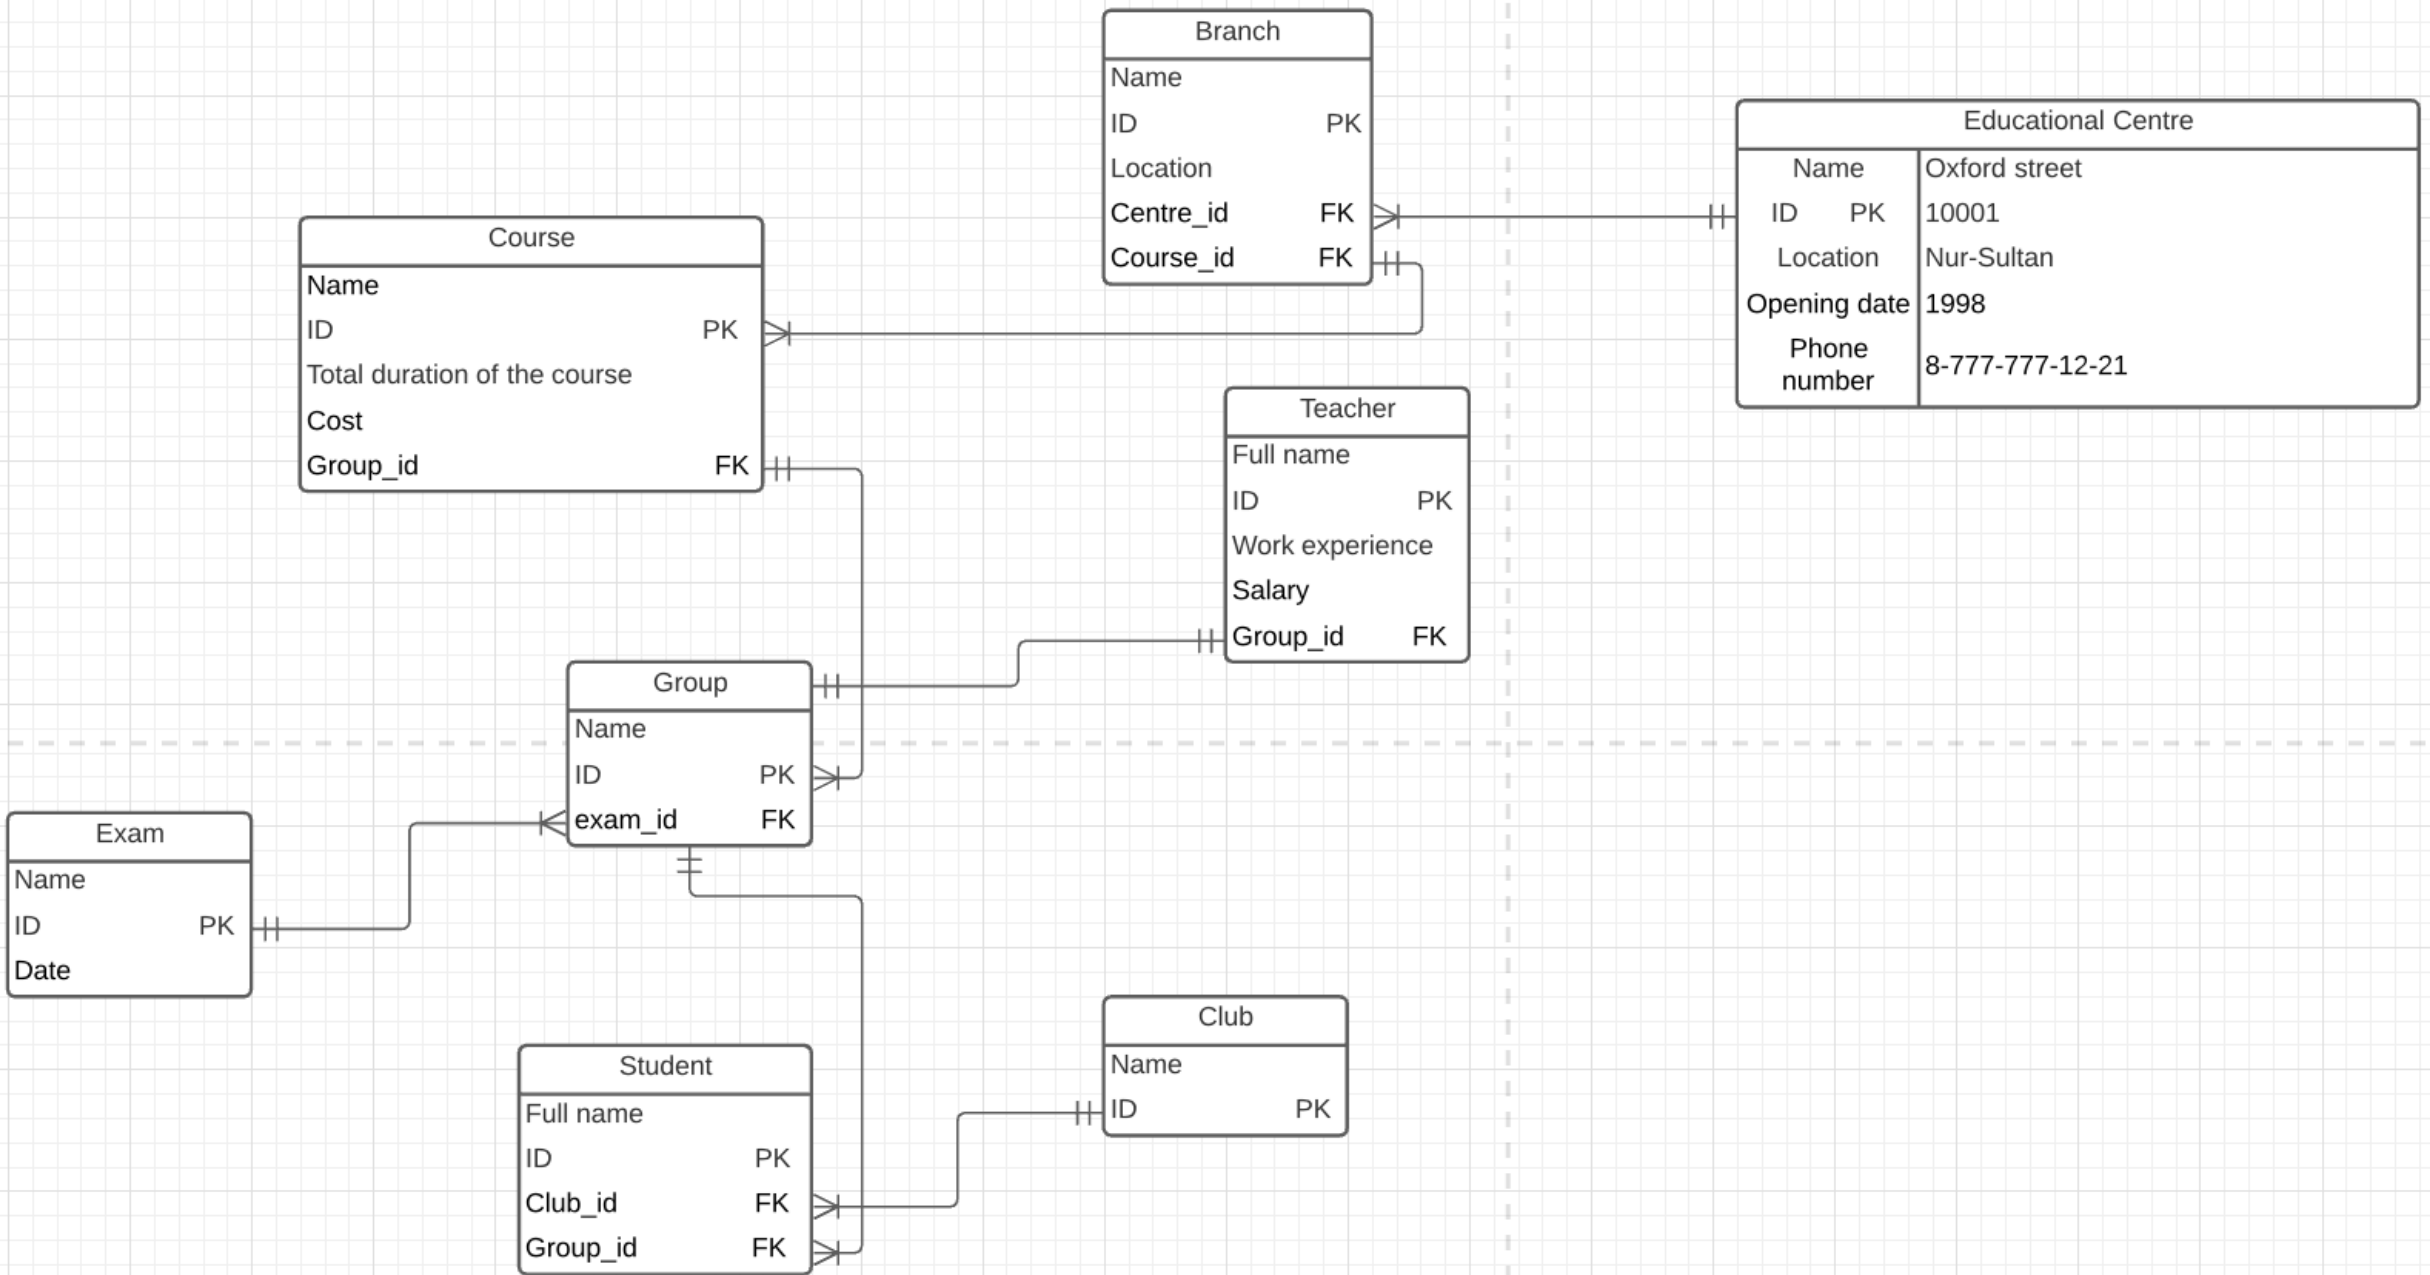 Branch
Name
ID PK
Location
Centre_id FK
Course_id FK
Educational Centre
Name Oxford street
ID PK 10001
Location Nur-Sultan
Opening date 1998
Phone
number
8-777-777-12-21
Course
Name
ID PK
Total duration of the course
Cost
Group_id FK
Teacher
Full name
ID PK
Work experience
Salary
Group_id FK
Group
Name
ID PK
exam_id FK
Exam
Name
ID PK
Date
Club
Name
ID PK
Student
Full name
ID PK
Club_id FK
Group_id FK